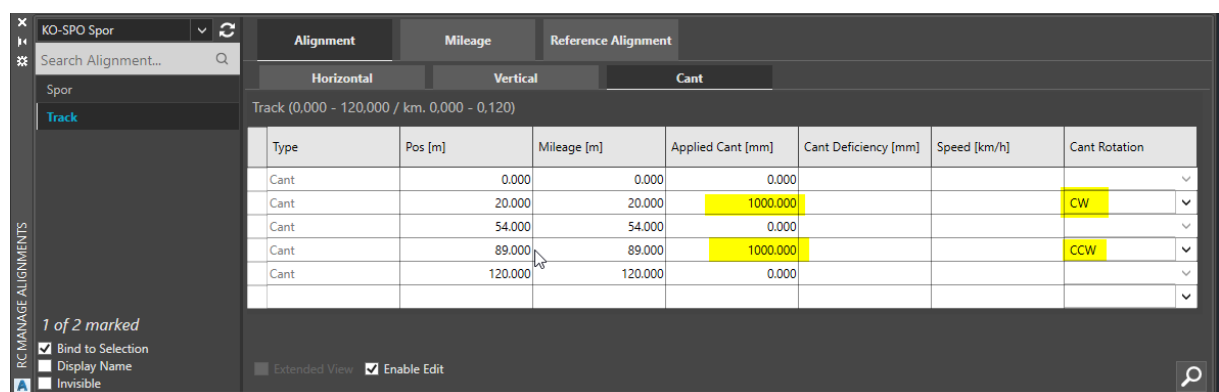 KO-SPO Spor
Search Alignment...
Spor
Track
1 of 2 marked
Bind to Selection
Display Name
Invisible
RC MANAGE ALIGNMENTS
A
Alignment Mileage Reference Alignment
Horizontal Vertical Cant
Track (0,000 - 120,000 / km. 0,000 - 0,120)
Type Pos [m] Mileage [m] Applied Cant [mm] Cant Deficiency [mm] Speed [km/h] Cant Rotation
Cant 0.000 0.000 0.000
Cant 20.000 20.000 1000.000 CW
Cant 54.000 54.000 0.000
Cant 89.000 89.000 1000.000 CCW
Cant 120.000 120.000 0.000
Extended View Enable Edit